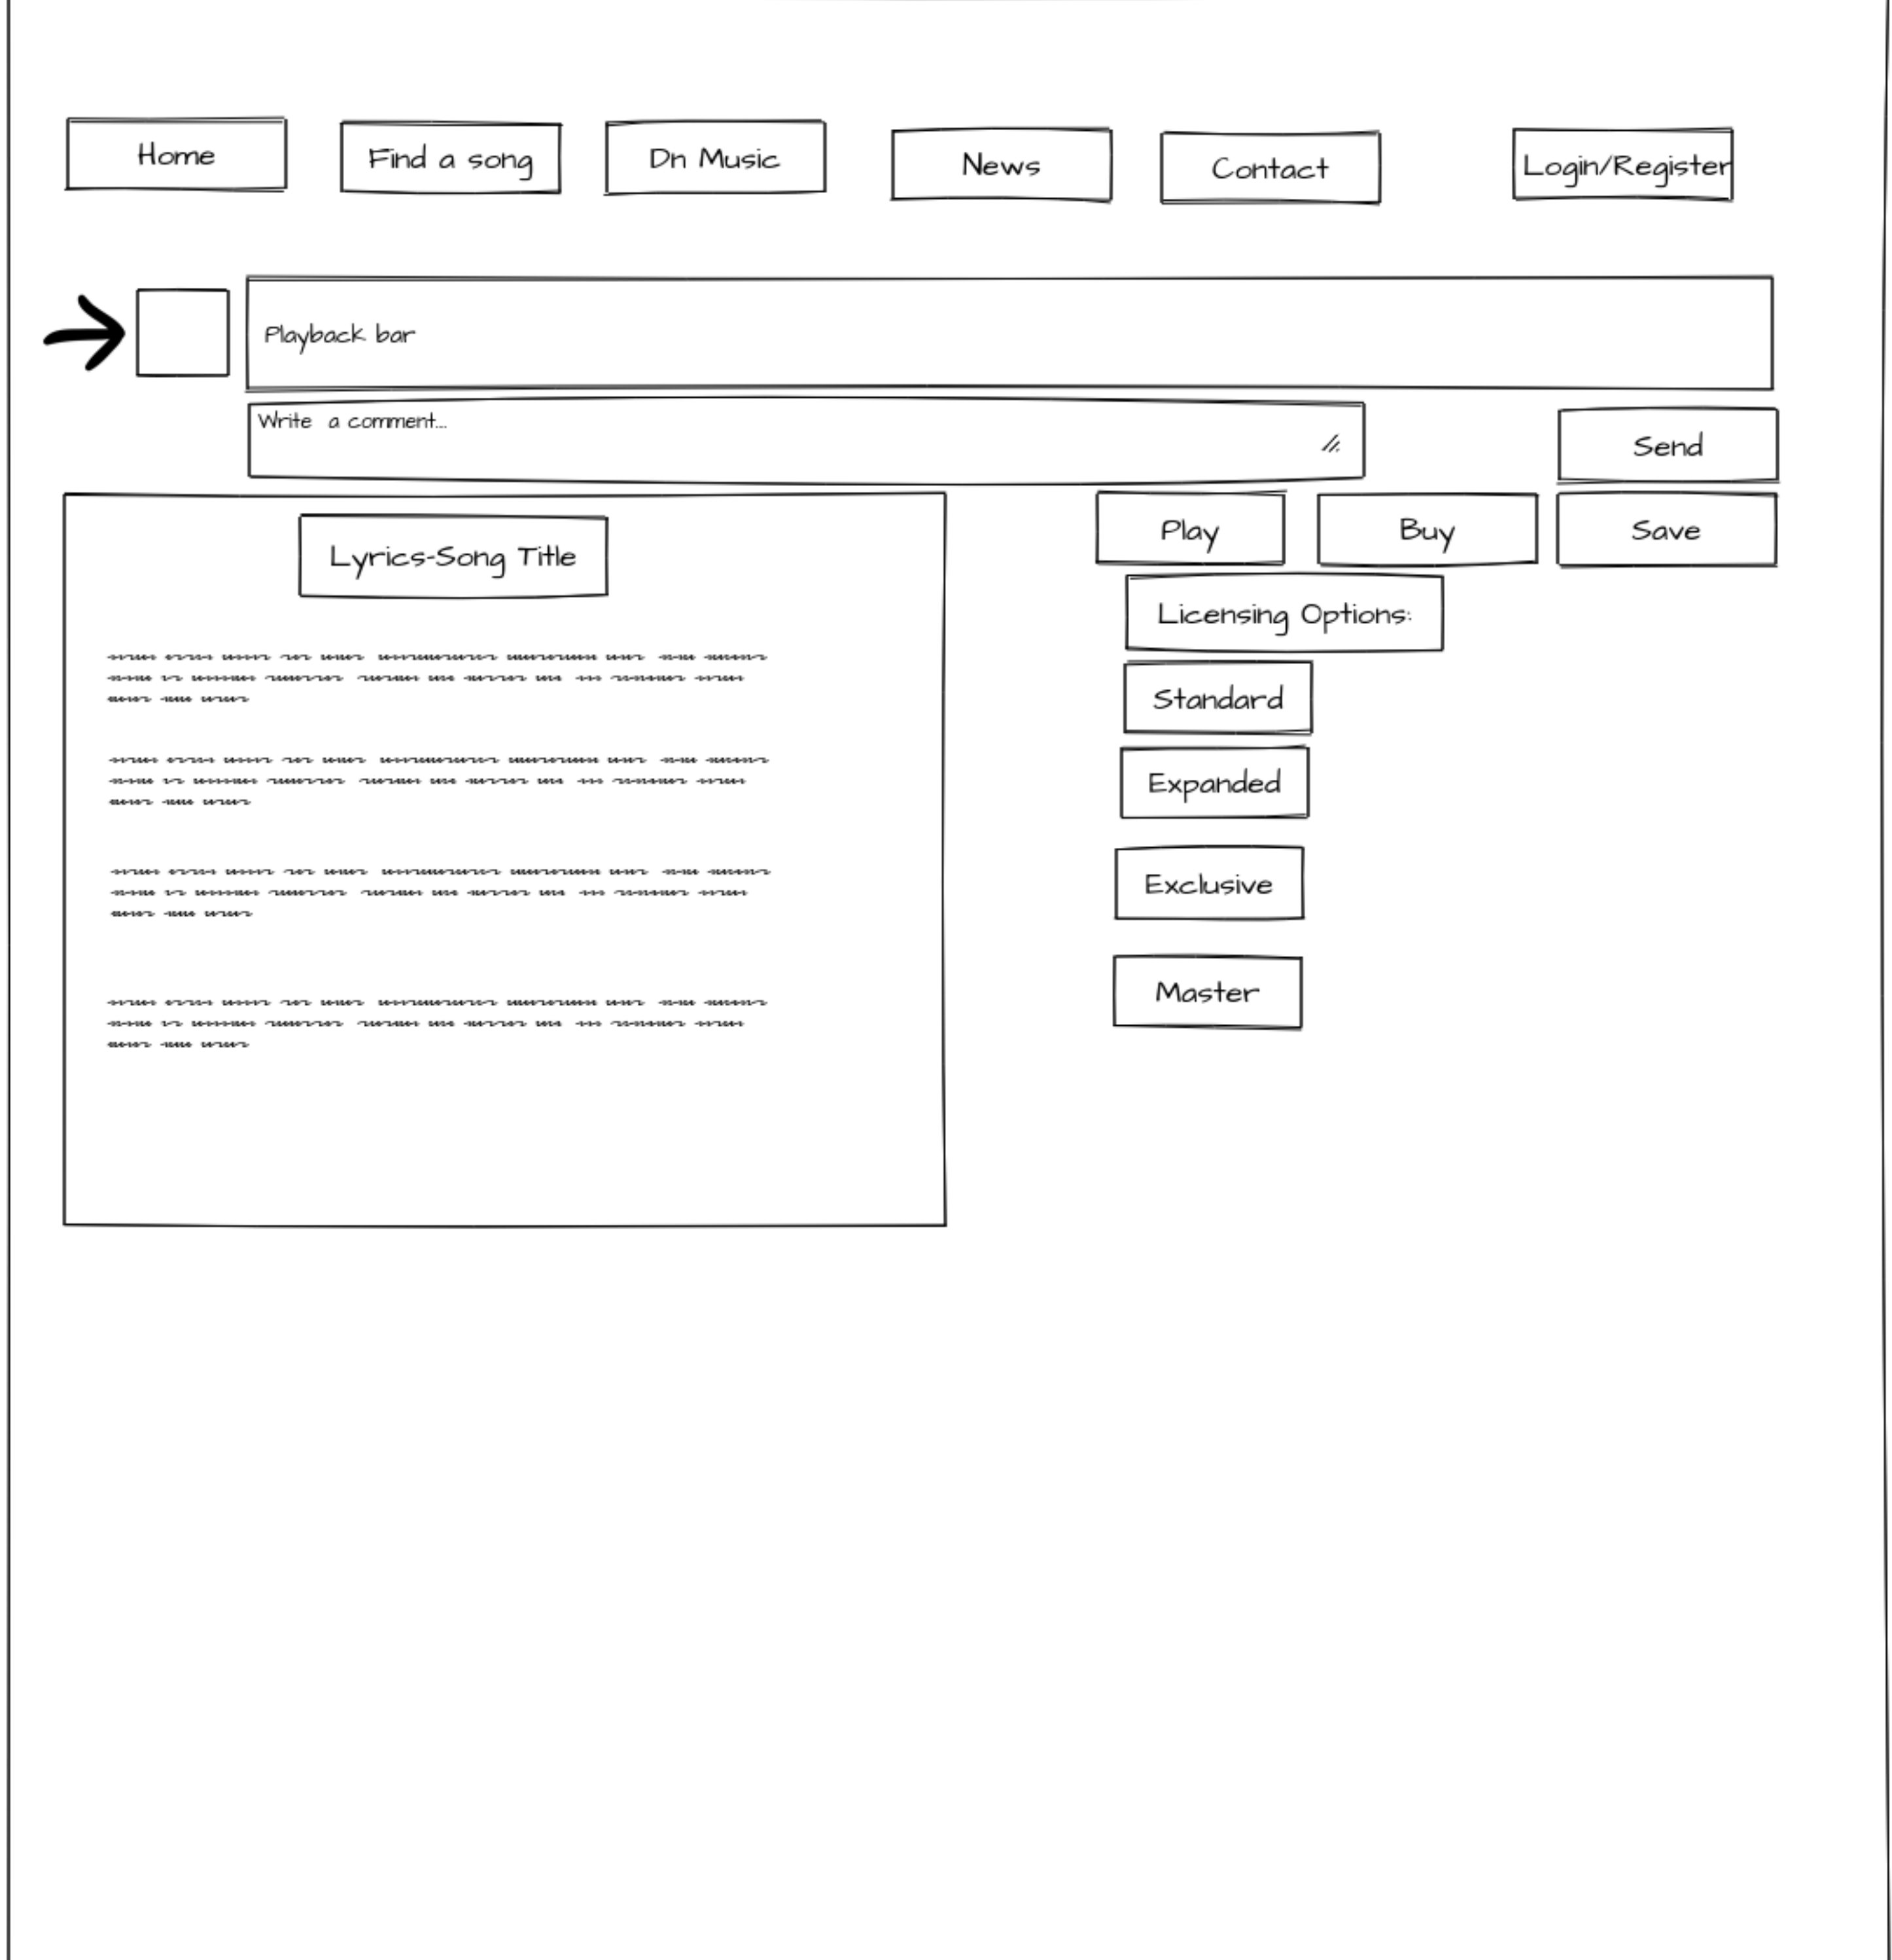 Home
Find a song
Dn Music
News
Contact
Login/Register
Playback bar
Write a comment...
Send
Lyrics-Song Title
Play
Buy
Save
Licensing Options:
Standard
Expanded
Exclusive
Master